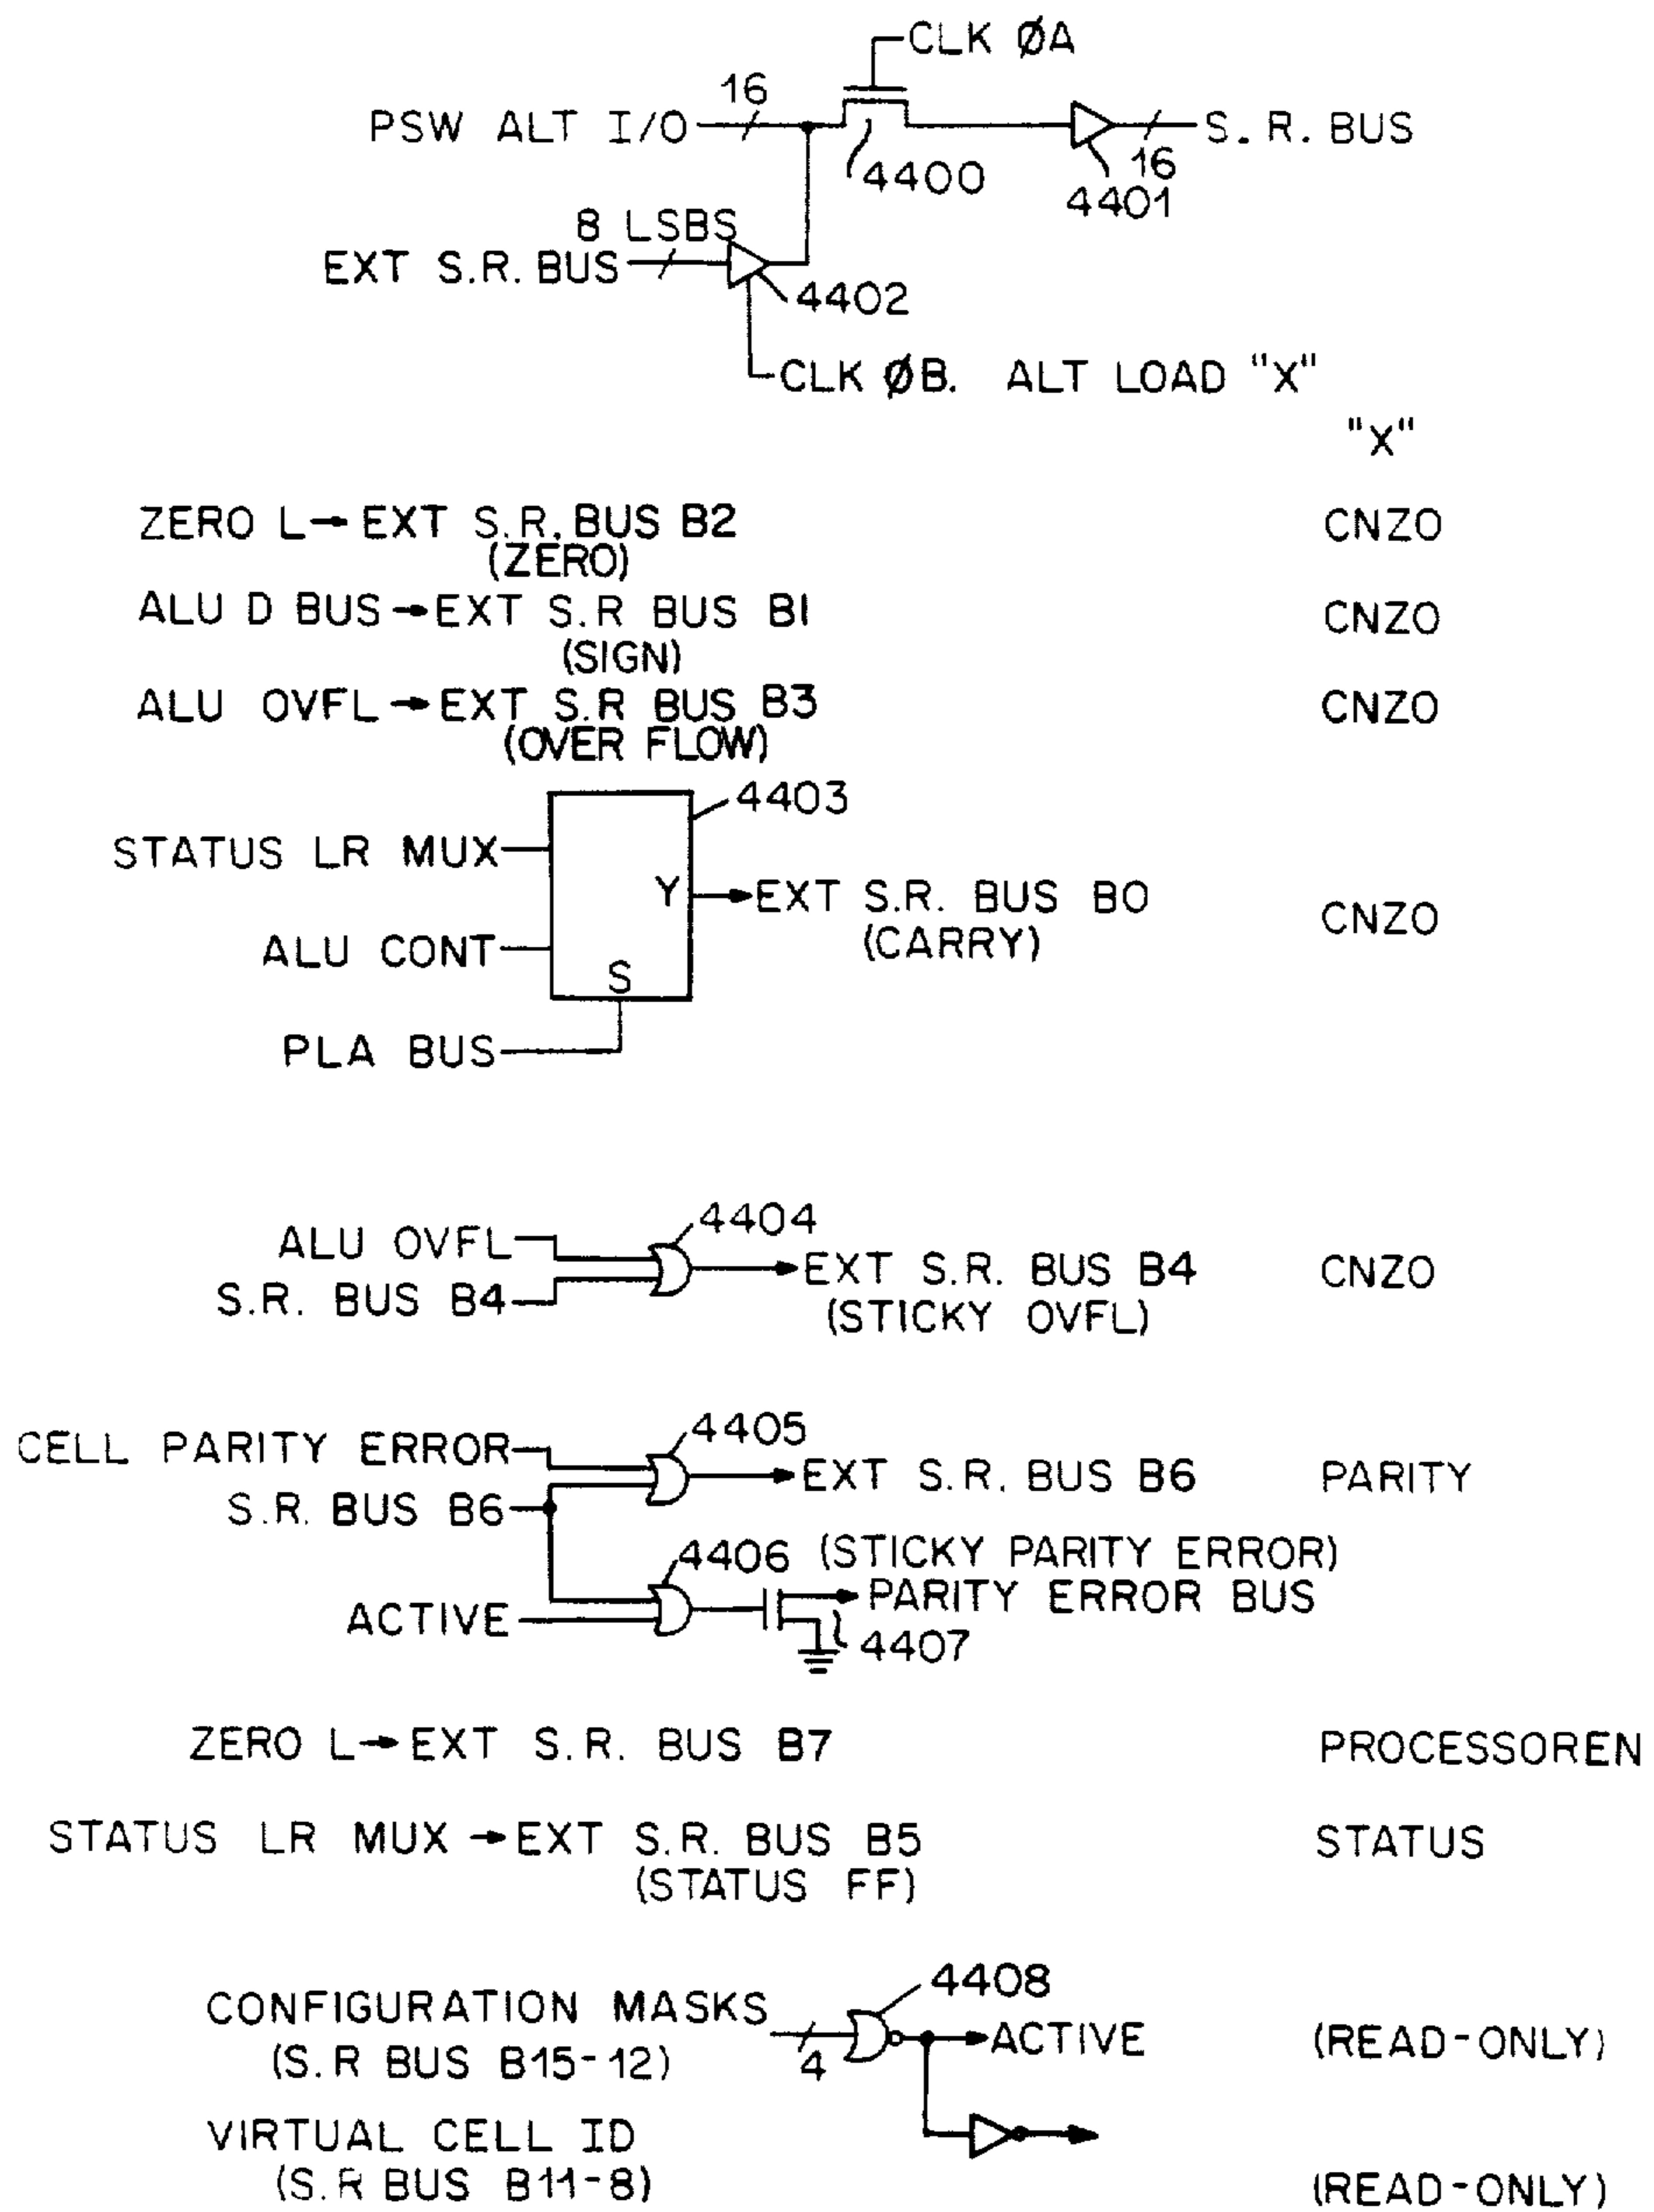 CLK ØA
16
PSW ALT I/O
S. R. BUS
16
4400
4401
8 LSBS
EXT S.R. BUS
4402
CLK ØB. ALT LOAD "X"
"X"
ZERO L→EXT S.R. BUS B2 CNZO
(ZERO)
ALU D BUS→EXT S.R BUS B1 CNZO
(SIGN)
ALU OVFL→EXT S.R BUS B3 CNZO
(OVER FLOW)
4403
STATUS LR MUX
Y
EXT S.R. BUS B0 CNZO
(CARRY)
ALU CONT
S
PLA BUS
4404
ALU OVFL
EXT S.R. BUS B4 CNZO
S.R. BUS B4
(STICKY OVFL)
4405
CELL PARITY ERROR
EXT S.R. BUS B6 PARITY
S.R. BUS B6
4406
(STICKY PARITY ERROR)
PARITY ERROR BUS
ACTIVE
4407
ZERO L→EXT S.R. BUS B7 PROCESSOREN
STATUS LR MUX→EXT S.R. BUS B5 STATUS
(STATUS FF)
4408
CONFIGURATION MASKS
(S.R BUS B15-12)
4
ACTIVE (READ-ONLY)
VIRTUAL CELL ID
(S.R BUS B11-8) (READ-ONLY)